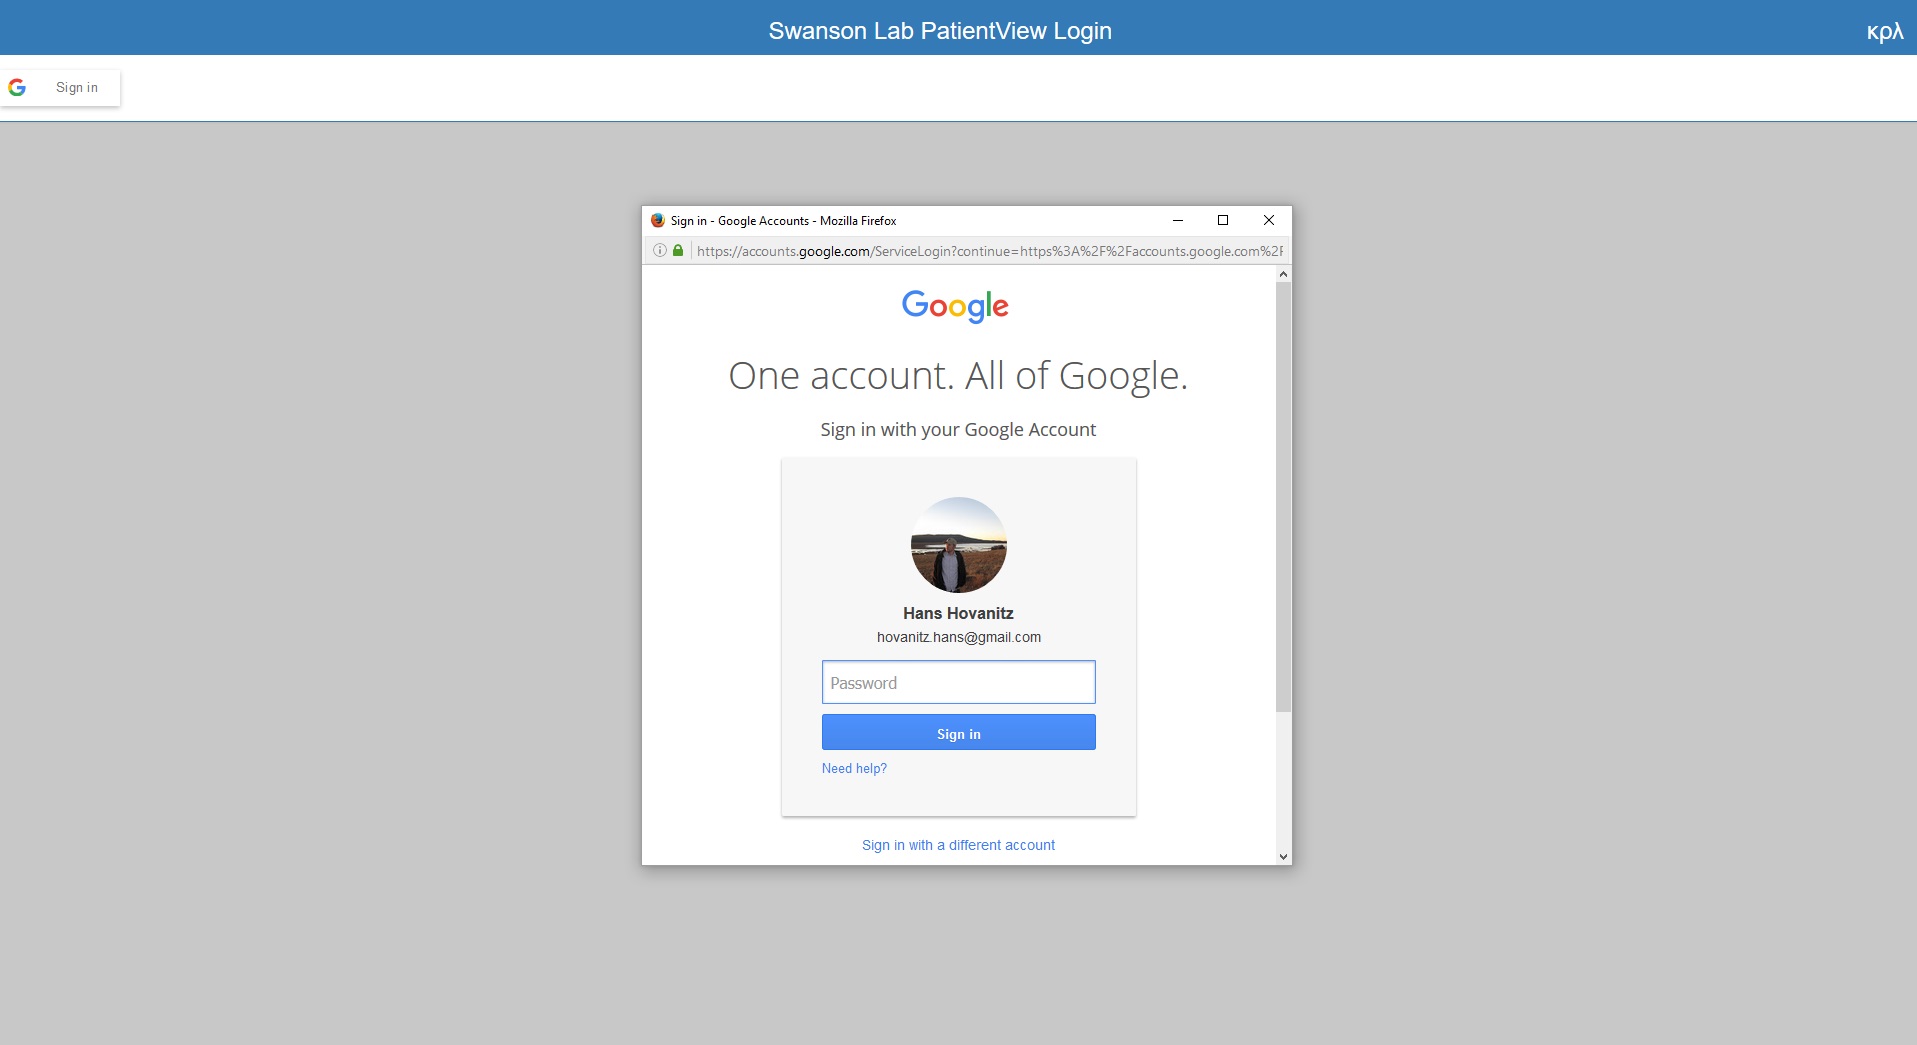 Swanson Lab PatientView Login
κρλ
Sign in
Sign in - Google Accounts - Mozilla Firefox
https://accounts.google.com/ServiceLogin?continue=https%3A%2F%2Faccounts.google.com%2F
Google
One account. All of Google.
Sign in with your Google Account
Hans Hovanitz
hovanitz.hans@gmail.com
Password
Sign in
Need help?
Sign in with a different account